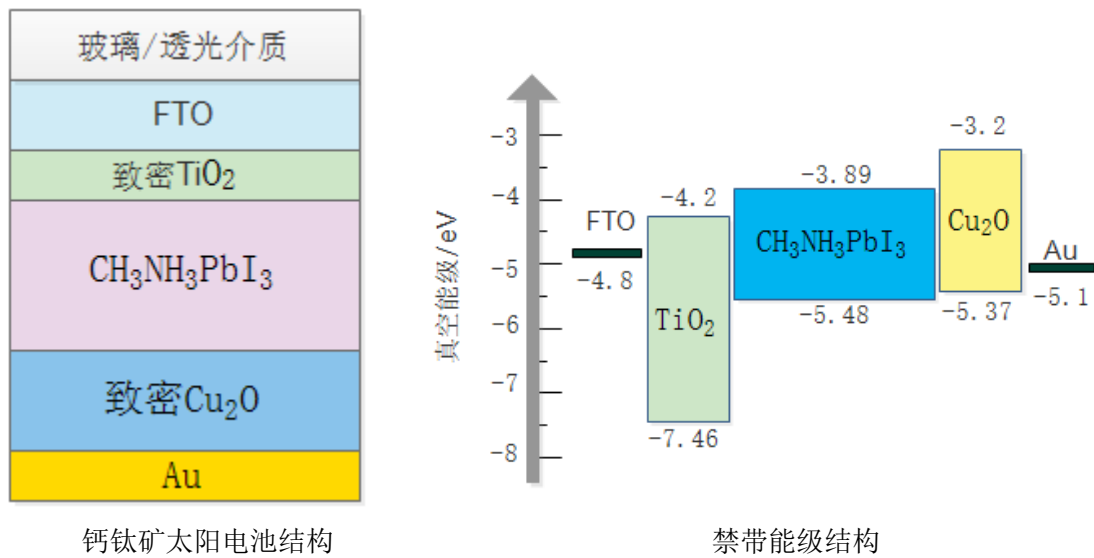 玻璃/透光介质
FTO
致密TiO₂
CH₃NH₃PbI₃
致密Cu₂O
Au
钙钛矿太阳电池结构
真空能级/eV
-3
-4
-5
-6
-7
-8
FTO
-4.8
-4.2
TiO₂
-7.46
-3.89
CH₃NH₃PbI₃
-5.48
-3.2
Cu₂O
-5.37
Au
-5.1
禁带能级结构